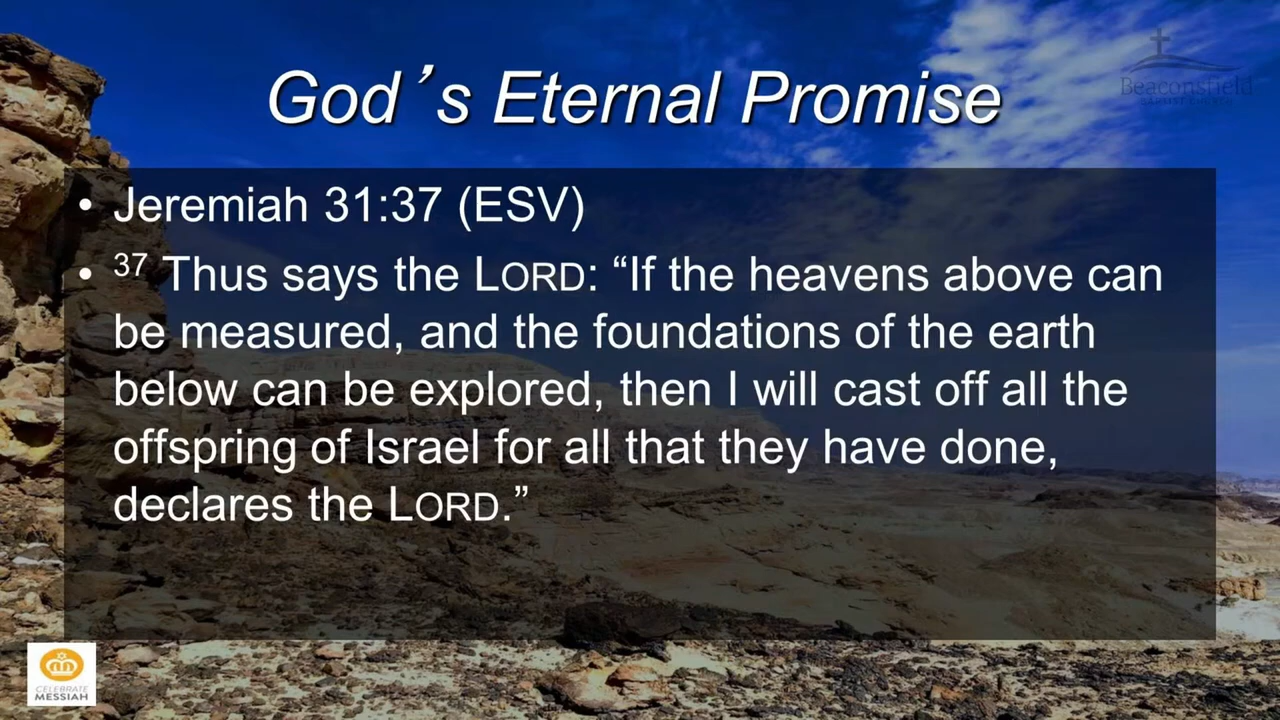 Beaconsfield
BAPTIST CHURCH
God’s Eternal Promise
• Jeremiah 31:37 (ESV)
• 37 Thus says the LORD: “If the heavens above can
be measured, and the foundations of the earth
below can be explored, then I will cast off all the
offspring of Israel for all that they have done,
declares the LORD.”
CELEBRATE
MESSIAH